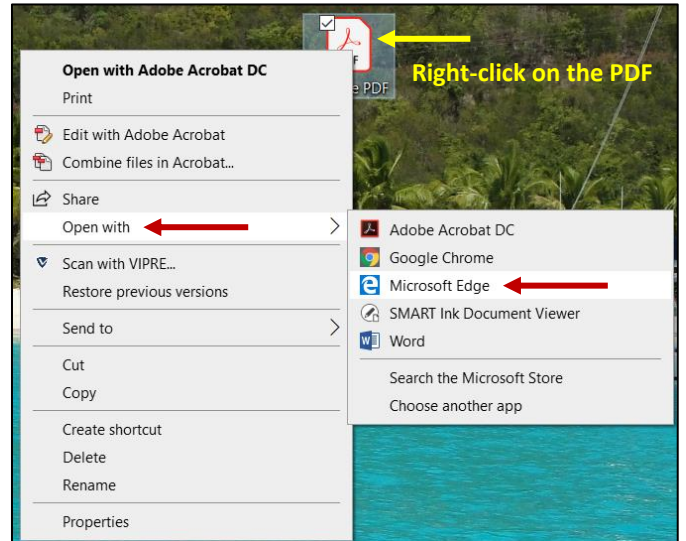 Right-click on the PDF
PDF
Open with Adobe Acrobat DC
Print
Edit with Adobe Acrobat
Combine files in Acrobat...
Share
Open with
Scan with VIPRE...
Restore previous versions
Send to
Cut
Copy
Create shortcut
Delete
Rename
Properties
Adobe Acrobat DC
Google Chrome
Microsoft Edge
SMART Ink Document Viewer
Word
Search the Microsoft Store
Choose another app